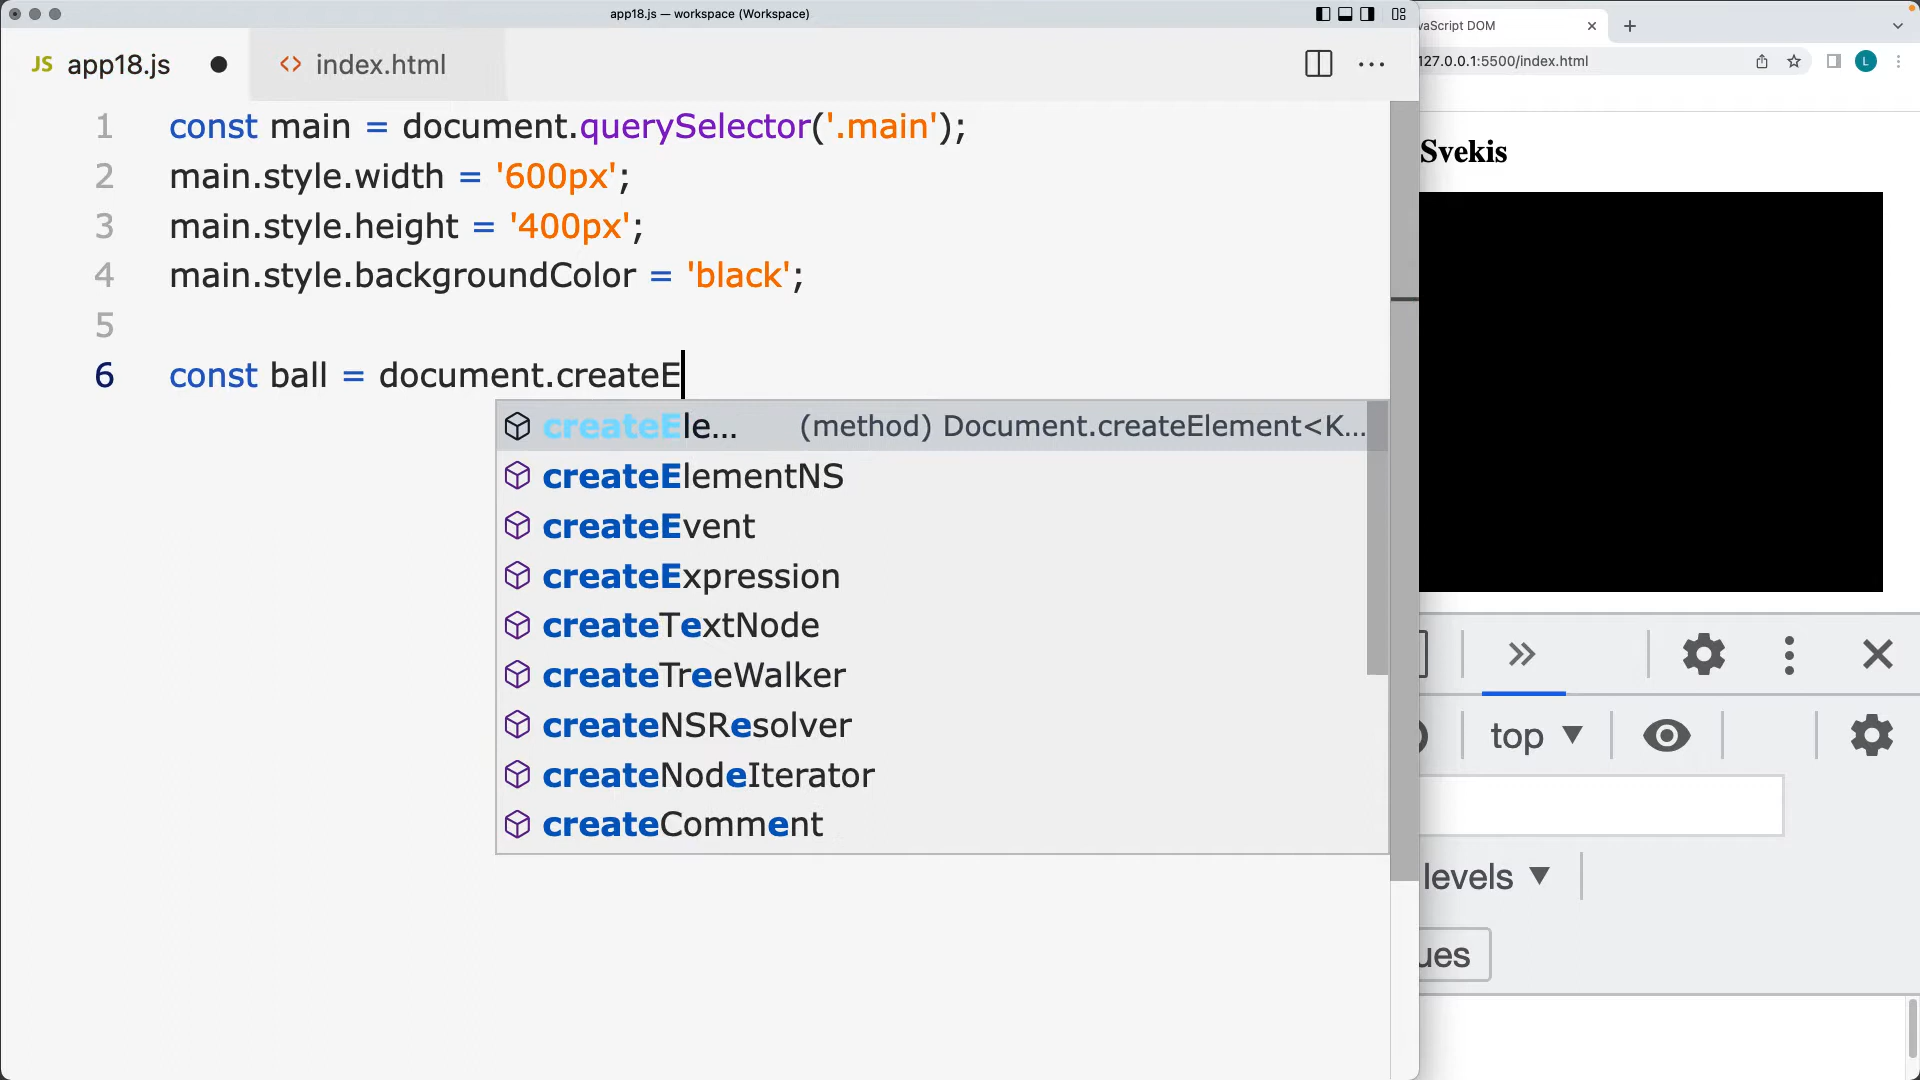 app18.js — workspace (Workspace)
JS app18.js
<> index.html
1 const main = document.querySelector('.main');
2 main.style.width = '600px';
3 main.style.height = '400px';
4 main.style.backgroundColor = 'black';
5
6 const ball = document.createE
createEle... (method) Document.createElement<K...
createElementNS
createEvent
createExpression
createTextNode
createTreeWalker
createNSResolver
createNodeIterator
createComment
vaScript DOM
127.0.0.1:5500/index.html
L
Svekis
top
levels
ues